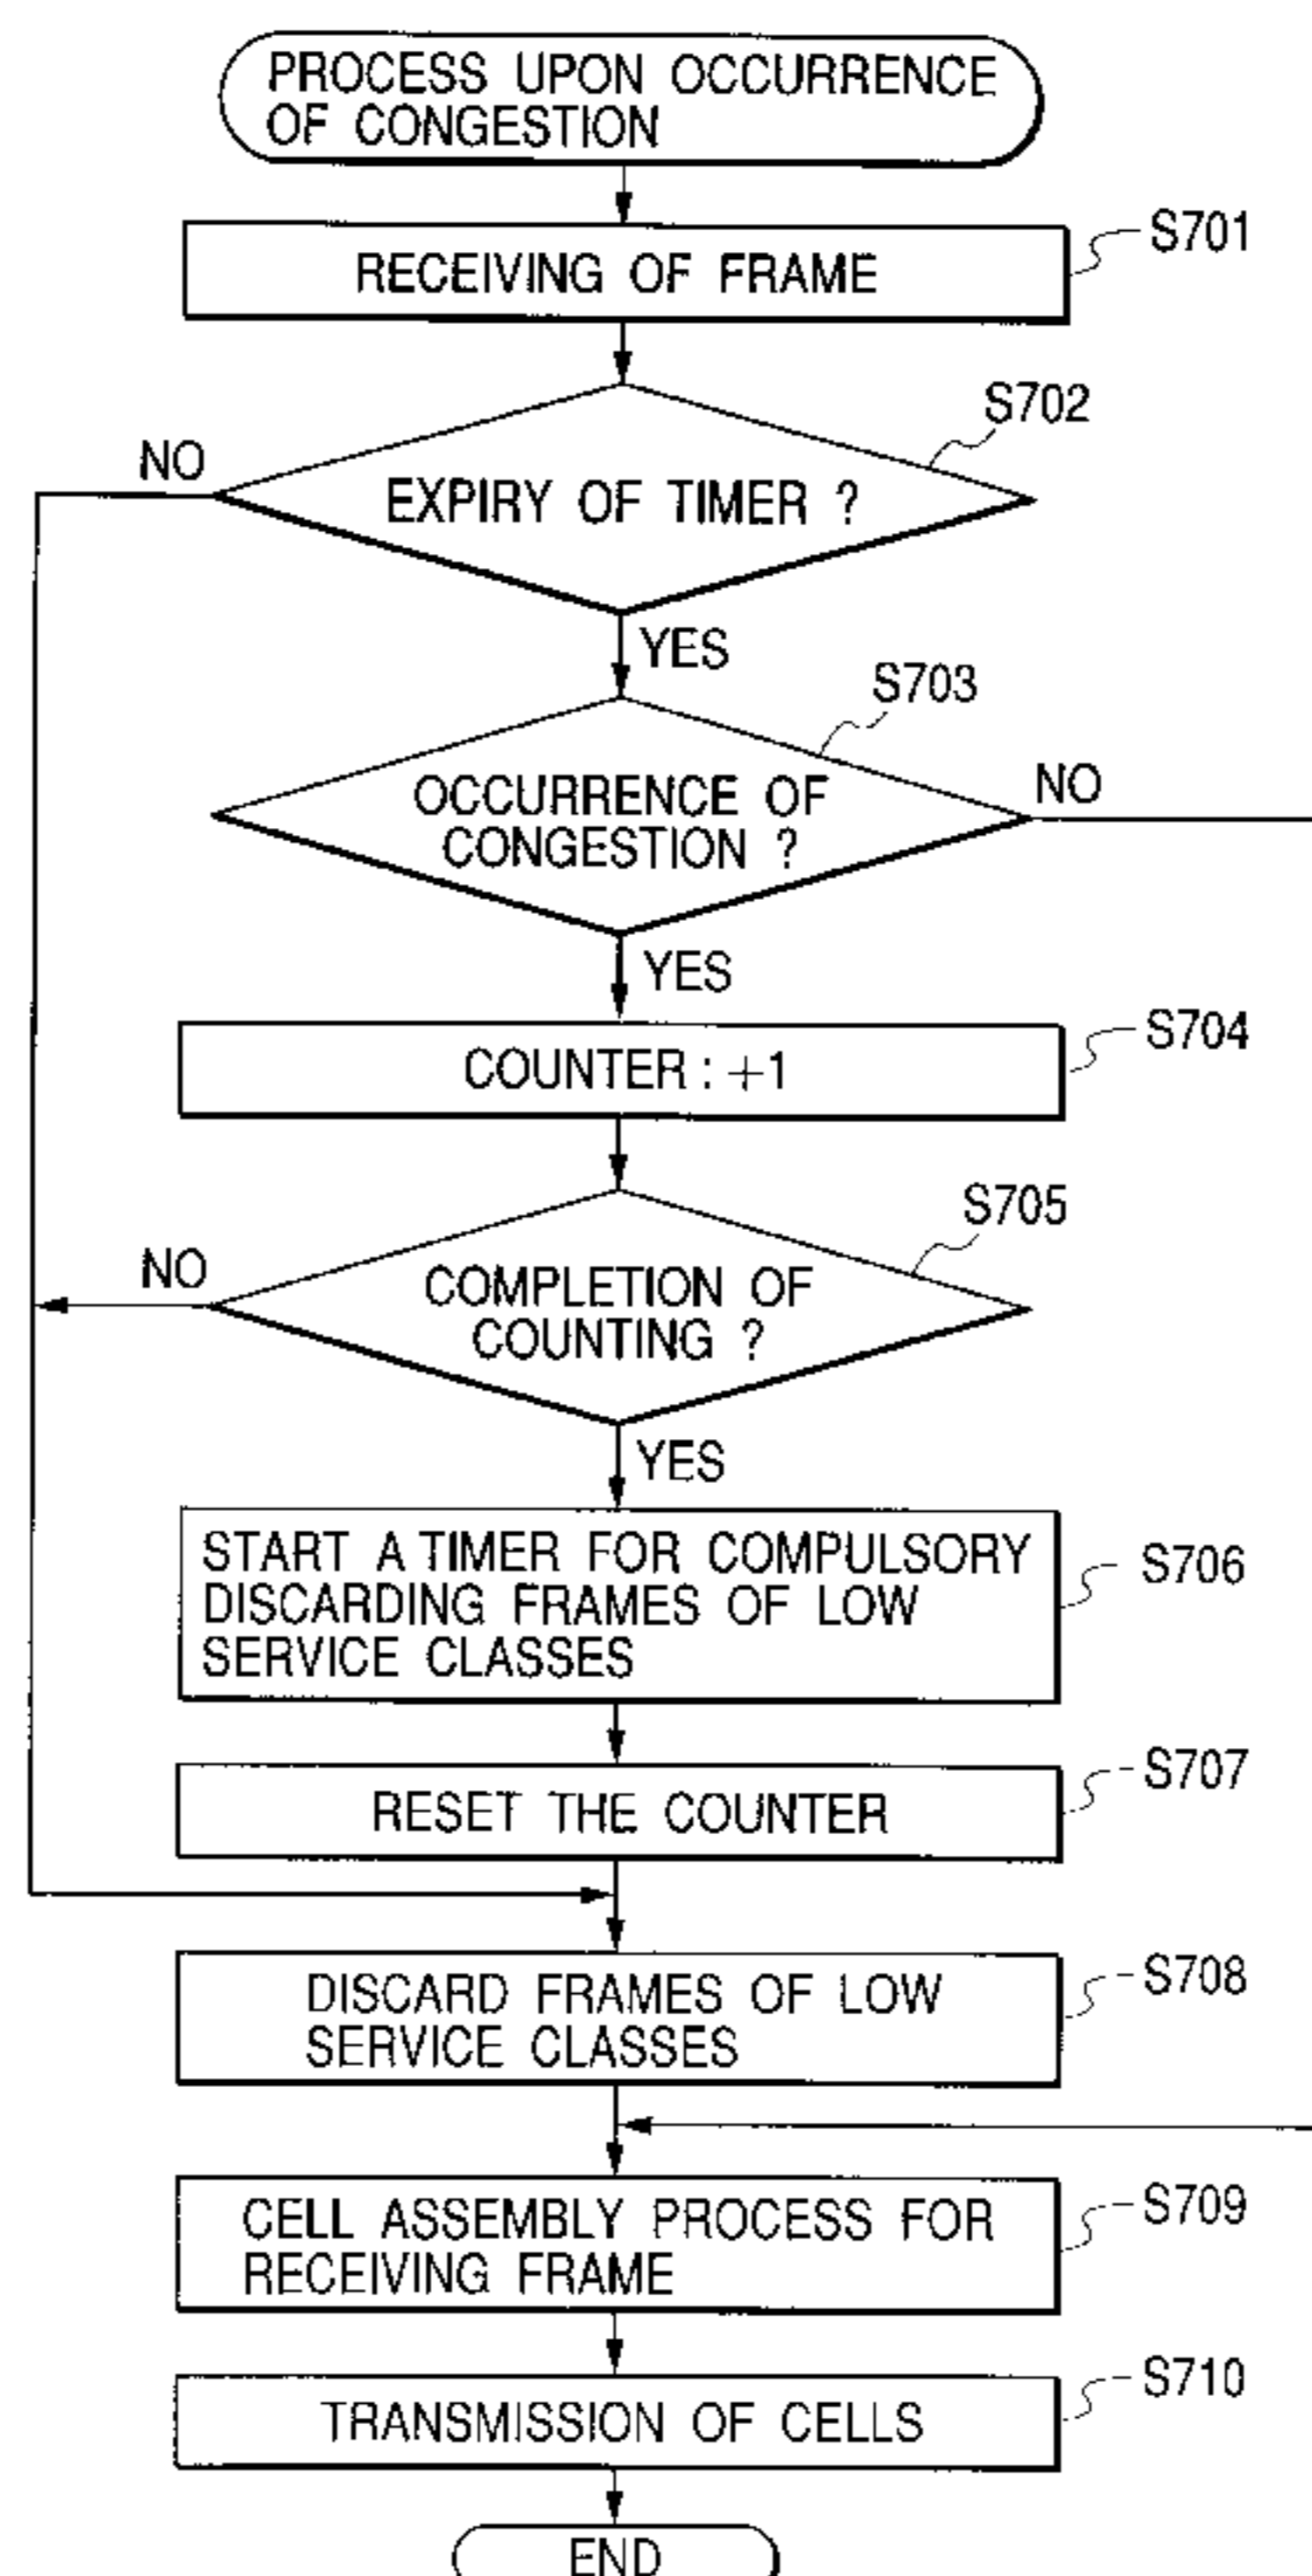 PROCESS UPON OCCURRENCE
OF CONGESTION
S701
RECEIVING OF FRAME
S702
NO
EXPIRY OF TIMER ?
YES
S703
OCCURRENCE OF
CONGESTION ?
NO
YES
S704
COUNTER : +1
S705
NO
COMPLETION OF
COUNTING ?
YES
START A TIMER FOR COMPULSORY
DISCARDING FRAMES OF LOW
SERVICE CLASSES
S706
RESET THE COUNTER
S707
DISCARD FRAMES OF LOW
SERVICE CLASSES
S708
CELL ASSEMBLY PROCESS FOR
RECEIVING FRAME
S709
TRANSMISSION OF CELLS
S710
END